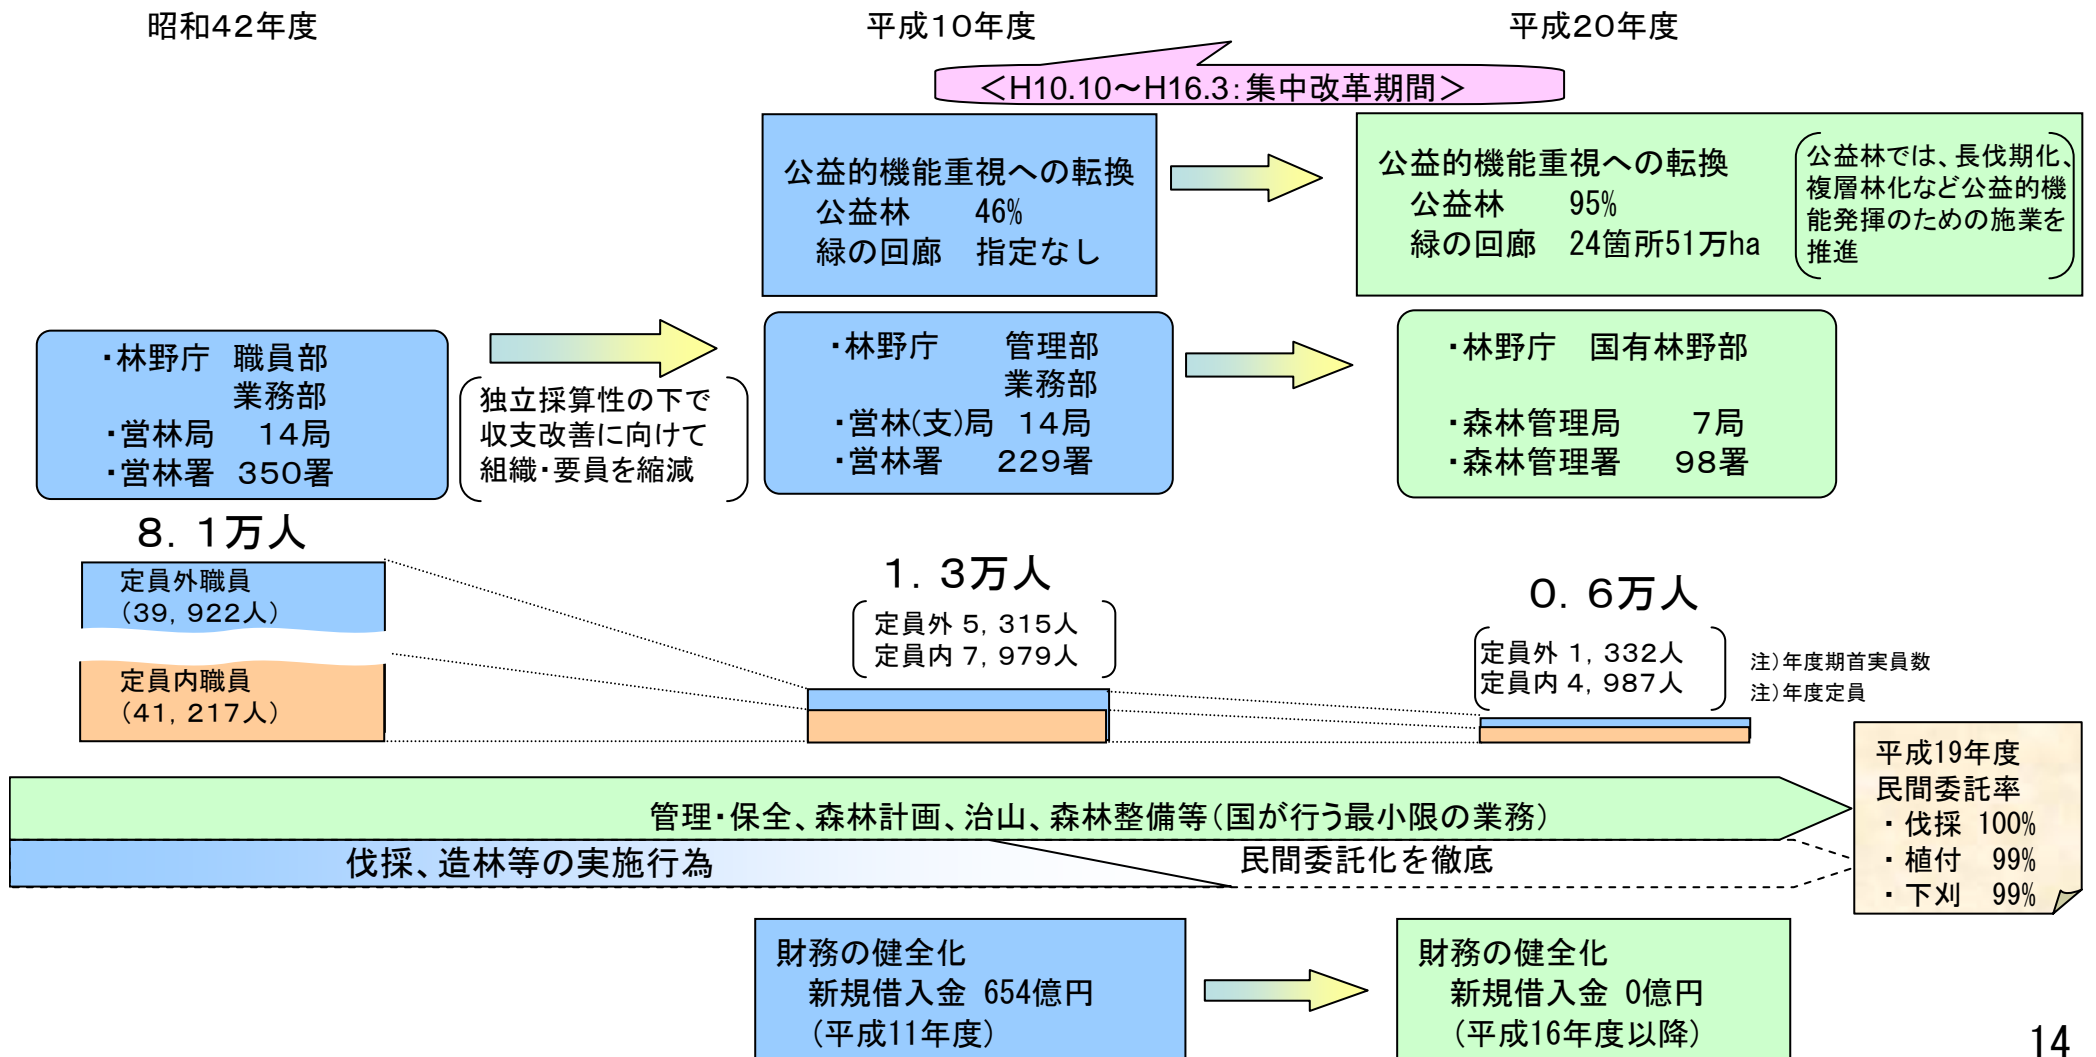 昭和42年度
平成10年度
平成20年度
＜H10.10～H16.3：集中改革期間＞
公益的機能重視への転換
公益林 46%
緑の回廊 指定なし
公益的機能重視への転換
公益林 95%
緑の回廊 24箇所51万ha
公益林では、長伐期化、
複層林化など公益的機
能発揮のための施業を
推進
・林野庁 職員部
業務部
・営林局 14局
・営林署 350署
独立採算性の下で
収支改善に向けて
組織・要員を縮減
・林野庁 管理部
業務部
・営林(支)局 14局
・営林署 229署
・林野庁 国有林野部
・森林管理局 7局
・森林管理署 98署
8．1万人
定員外職員
（39，922人）
定員内職員
（41，217人）
1．3万人
定員外 5，315人
定員内 7，979人
0．6万人
定員外 1，332人
定員内 4，987人
注）年度期首実員数
注）年度定員
管理・保全、森林計画、治山、森林整備等（国が行う最小限の業務）
伐採、造林等の実施行為
民間委託化を徹底
平成19年度
民間委託率
・伐採 100%
・植付 99%
・下刈 99%
財務の健全化
新規借入金 654億円
（平成11年度）
財務の健全化
新規借入金 0億円
（平成16年度以降）
14